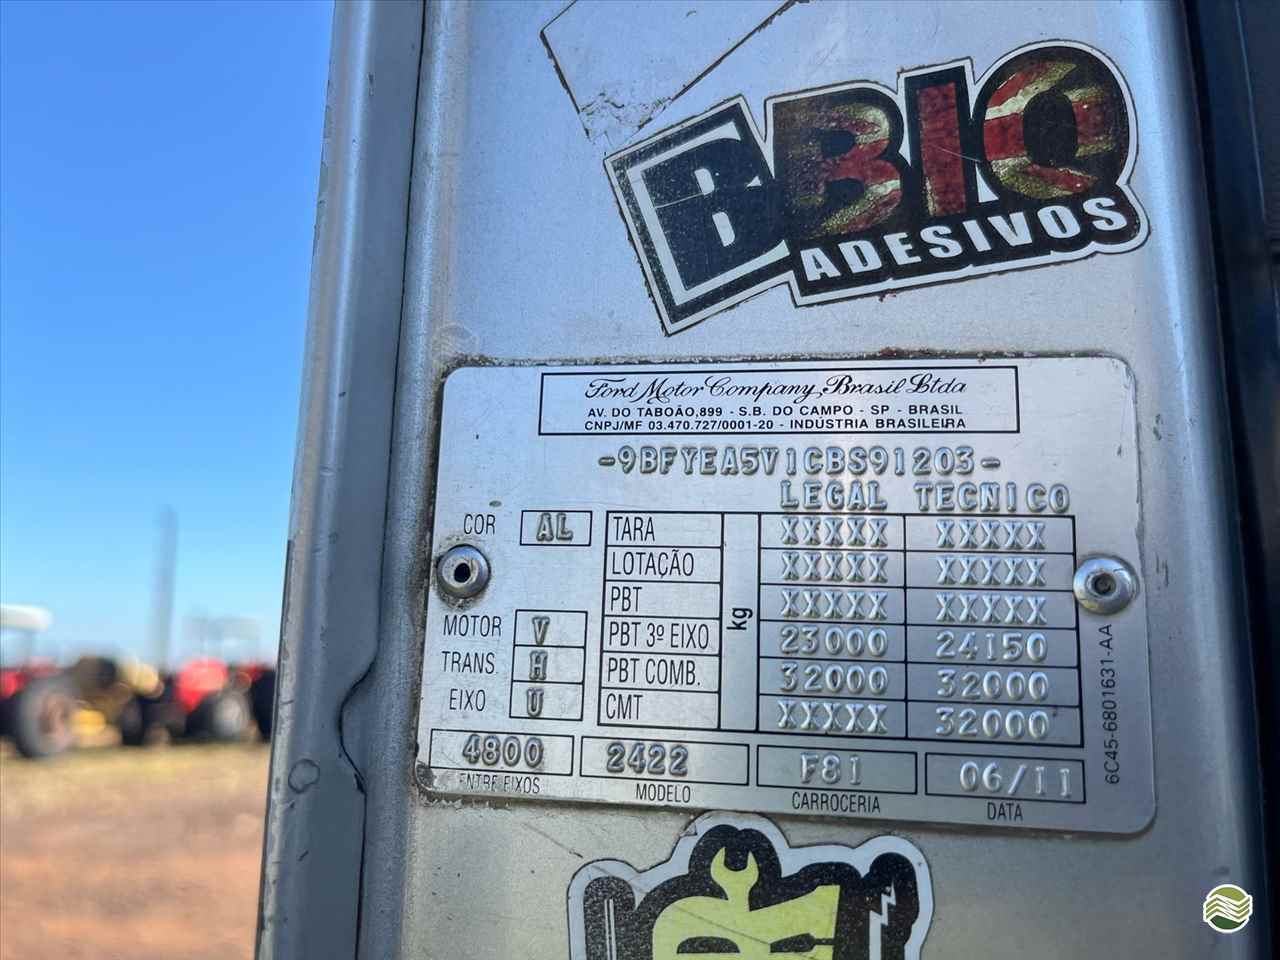 BBIO
ADESIVOS
Ford Motor Company Brasil Ltda
AV. DO TABOÃO,899 - S.B. DO CAMPO - SP - BRASIL
CNPJ/MF 03.470.727/0001-20 - INDÚSTRIA BRASILEIRA
-9BFYEA5V1CBS91203-
LEGAL TECNICO
COR AL TARA kg XXXXX XXXXX
LOTAÇÃO XXXXX XXXXX
PBT XXXXX XXXXX
MOTOR V PBT 3º EIXO 23000 24150
TRANS. H PBT COMB. 32000 32000
EIXO U CMT XXXXX 32000
4800 2422 F81 06/11
ENTRE EIXOS MODELO CARROCERIA DATA
6C45-6801631-AA